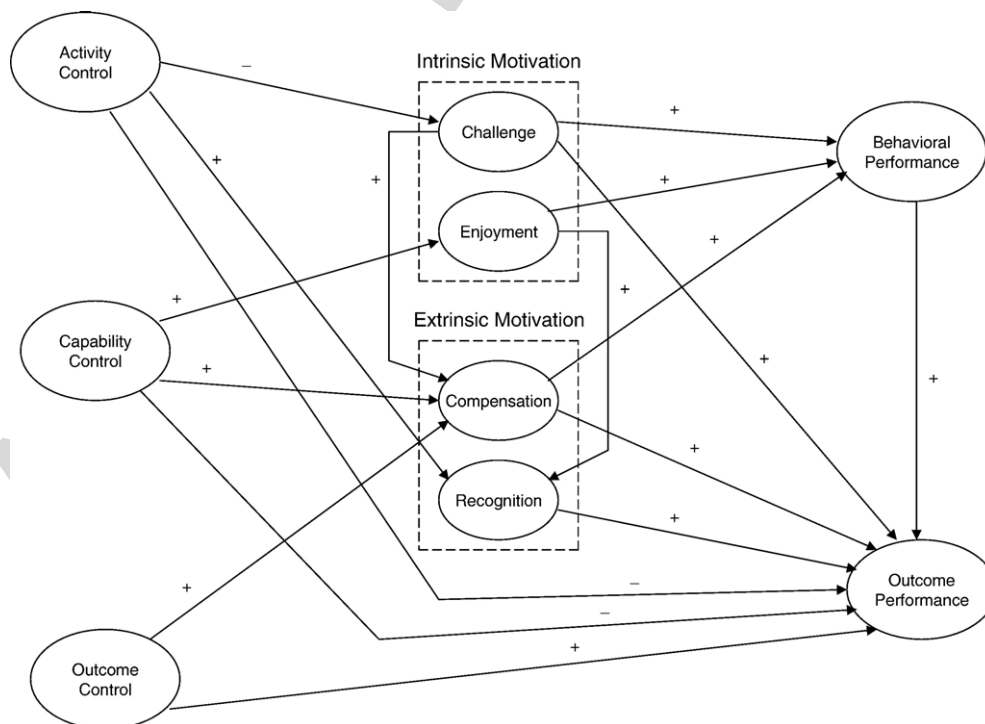 Activity
Control
Intrinsic Motivation
Challenge
Enjoyment
Behavioral
Performance
Capability
Control
Extrinsic Motivation
Compensation
Recognition
Outcome
Control
Outcome
Performance
–
+
+
+
+
+
+
+
+
+
+
+
+
+
–
–
+